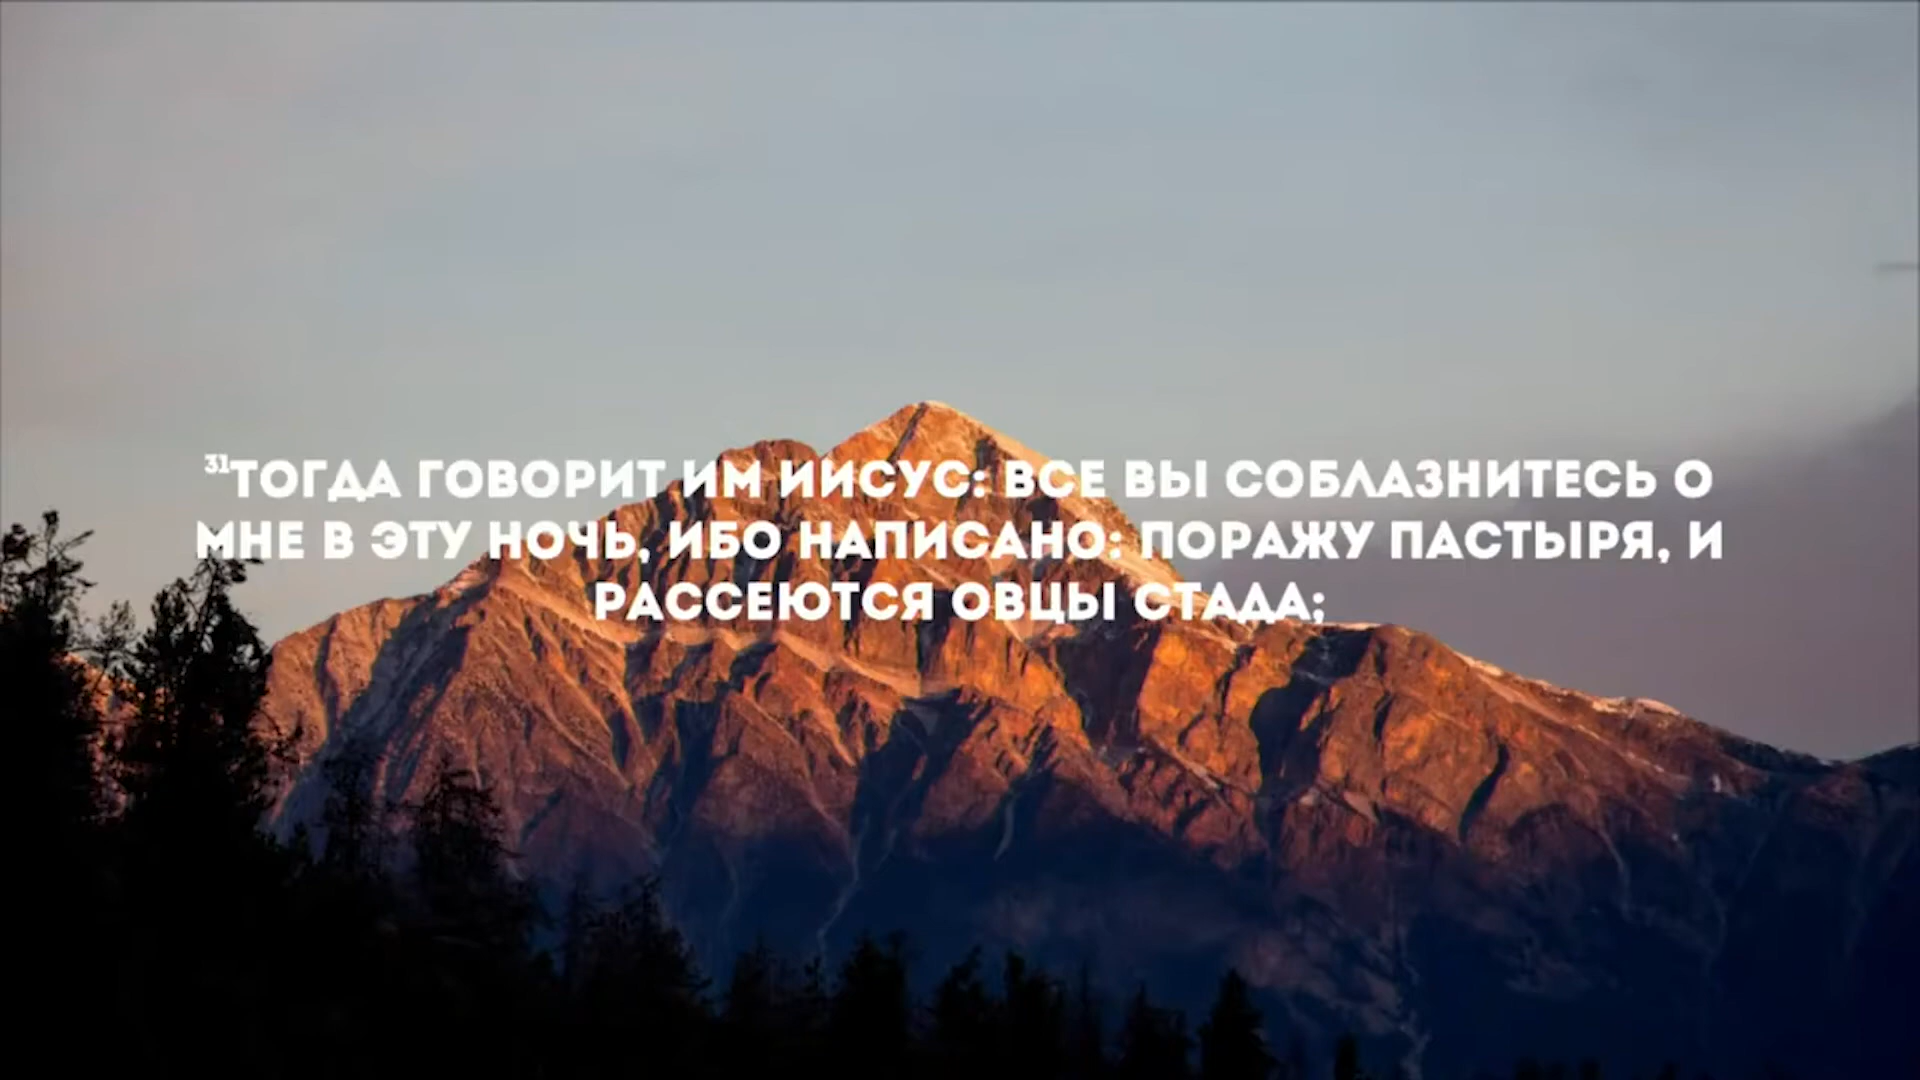 ³¹ТОГДА ГОВОРИТ ИМ ИИСУС: ВСЕ ВЫ СОБЛАЗНИТЕСЬ О
МНЕ В ЭТУ НОЧЬ, ИБО НАПИСАНО: ПОРАЖУ ПАСТЫРЯ, И
РАССЕЮТСЯ ОВЦЫ СТАДА;